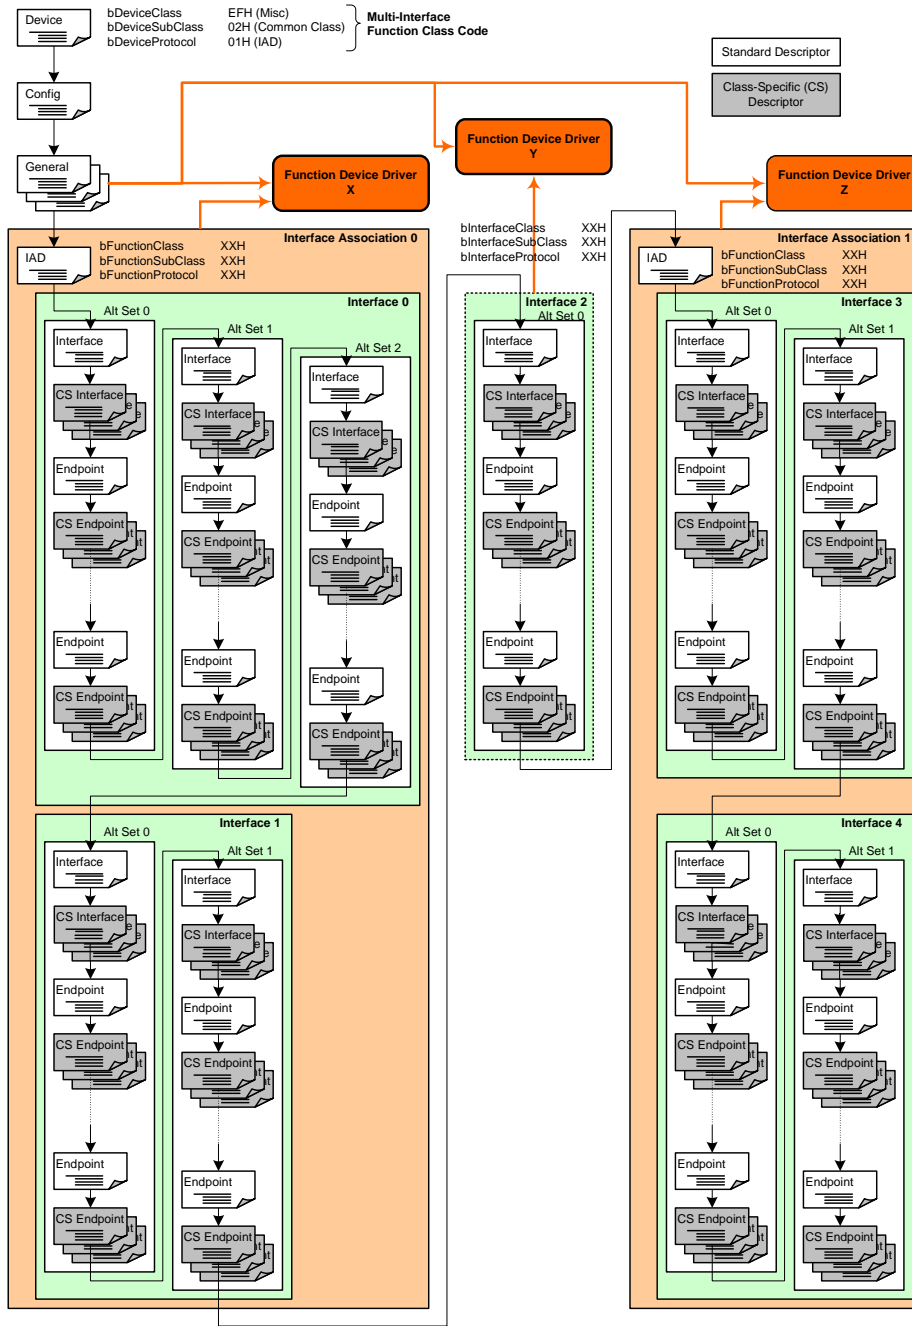 Device
bDeviceClass EFH (Misc)
bDeviceSubClass 02H (Common Class)
bDeviceProtocol 01H (IAD)
Multi-Interface
Function Class Code
Standard Descriptor
Class-Specific (CS)
Descriptor
Config
General
Function Device Driver
X
Function Device Driver
Y
Function Device Driver
Z
Interface Association 0
IAD
bFunctionClass XXH
bFunctionSubClass XXH
bFunctionProtocol XXH
Interface 0
Alt Set 0
Interface
CS Interface
Endpoint
CS Endpoint
Endpoint
CS Endpoint
Alt Set 1
Interface
CS Interface
Endpoint
CS Endpoint
Endpoint
CS Endpoint
Alt Set 2
Interface
CS Interface
Endpoint
CS Endpoint
Endpoint
CS Endpoint
Interface 1
Alt Set 0
Interface
CS Interface
Endpoint
CS Endpoint
Endpoint
CS Endpoint
Alt Set 1
Interface
CS Interface
Endpoint
CS Endpoint
Endpoint
CS Endpoint
bInterfaceClass XXH
bInterfaceSubClass XXH
bInterfaceProtocol XXH
Interface 2
Alt Set 0
Interface
CS Interface
Endpoint
CS Endpoint
Endpoint
CS Endpoint
Interface Association 1
IAD
bFunctionClass XXH
bFunctionSubClass XXH
bFunctionProtocol XXH
Interface 3
Alt Set 0
Interface
CS Interface
Endpoint
CS Endpoint
Endpoint
CS Endpoint
Alt Set 1
Interface
CS Interface
Endpoint
CS Endpoint
Endpoint
CS Endpoint
Interface 4
Alt Set 0
Interface
CS Interface
Endpoint
CS Endpoint
Endpoint
CS Endpoint
Alt Set 1
Interface
CS Interface
Endpoint
CS Endpoint
Endpoint
CS Endpoint